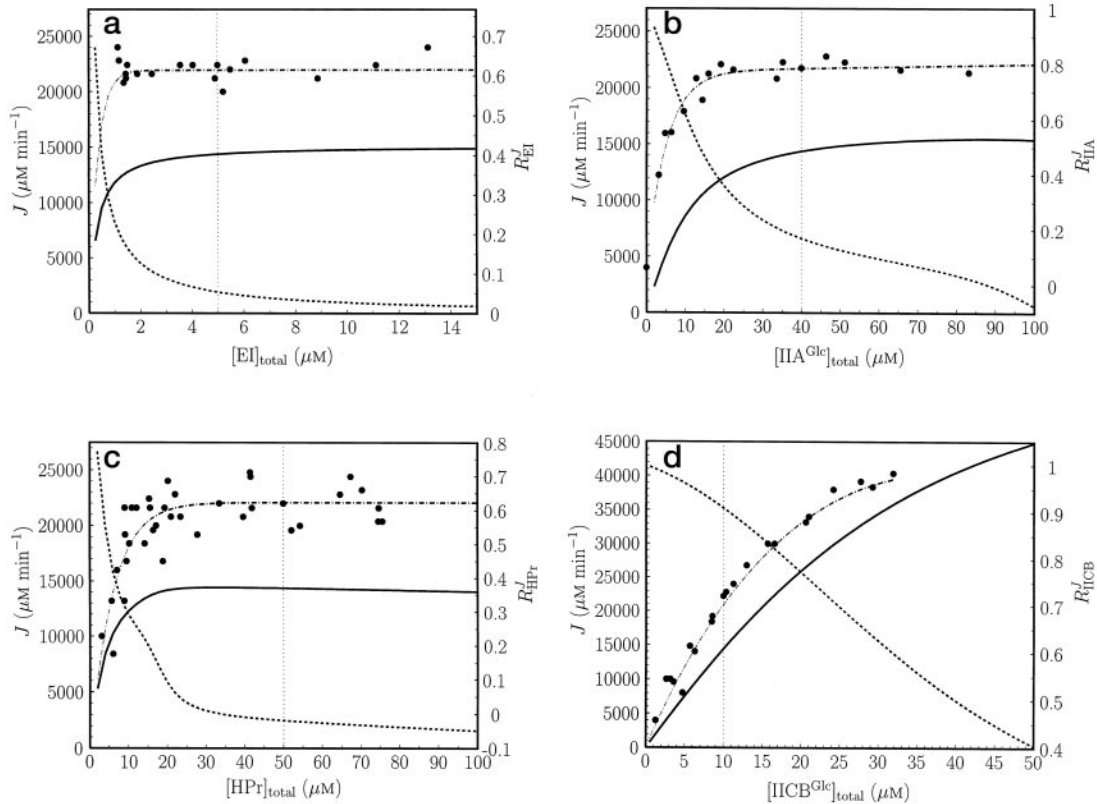 a
25000
20000
15000
10000
5000
0
J (μM min⁻¹)
0 2 4 6 8 10 12 14
[EI]total (μM)
0.7
0.6
0.5
0.4
0.3
0.2
0.1
0
R^J_EI
b
25000
20000
15000
10000
5000
0
J (μM min⁻¹)
0 10 20 30 40 50 60 70 80 90 100
[IIA^Glc]total (μM)
1
0.8
0.6
0.4
0.2
0
R^J_IIA
c
25000
20000
15000
10000
5000
0
J (μM min⁻¹)
0 10 20 30 40 50 60 70 80 90 100
[HPr]total (μM)
0.8
0.7
0.6
0.5
0.4
0.3
0.2
0.1
0
-0.1
R^J_HPr
d
45000
40000
35000
30000
25000
20000
15000
10000
5000
0
J (μM min⁻¹)
0 5 10 15 20 25 30 35 40 45 50
[IICB^Glc]total (μM)
1
0.9
0.8
0.7
0.6
0.5
0.4
R^J_IICB